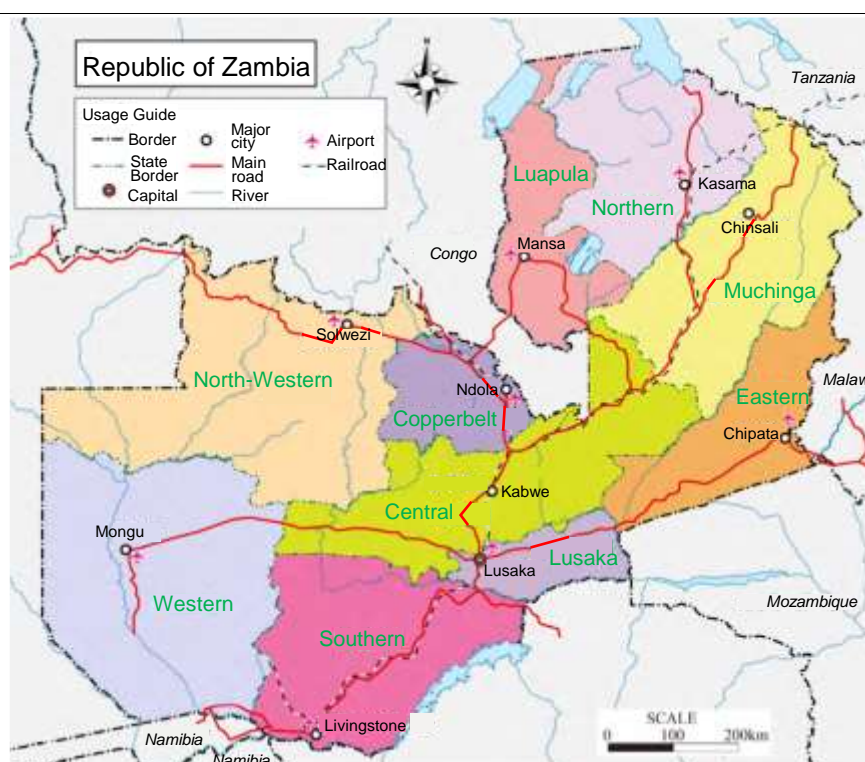 N
Republic of Zambia
Usage Guide
Border
Major
city
Airport
State
Border
Main
road
Railroad
Capital
River
Tanzania
Luapula
Kasama
Northern
Chinsali
Congo
Mansa
Muchinga
Solwezi
North-Western
Ndola
Eastern
Malaw
Copperbelt
Chipata
Kabwe
Central
Mongu
Lusaka
Lusaka
Western
Mozambique
Southern
SCALE
Livingstone
0 100 200km
Namibia
Namibia